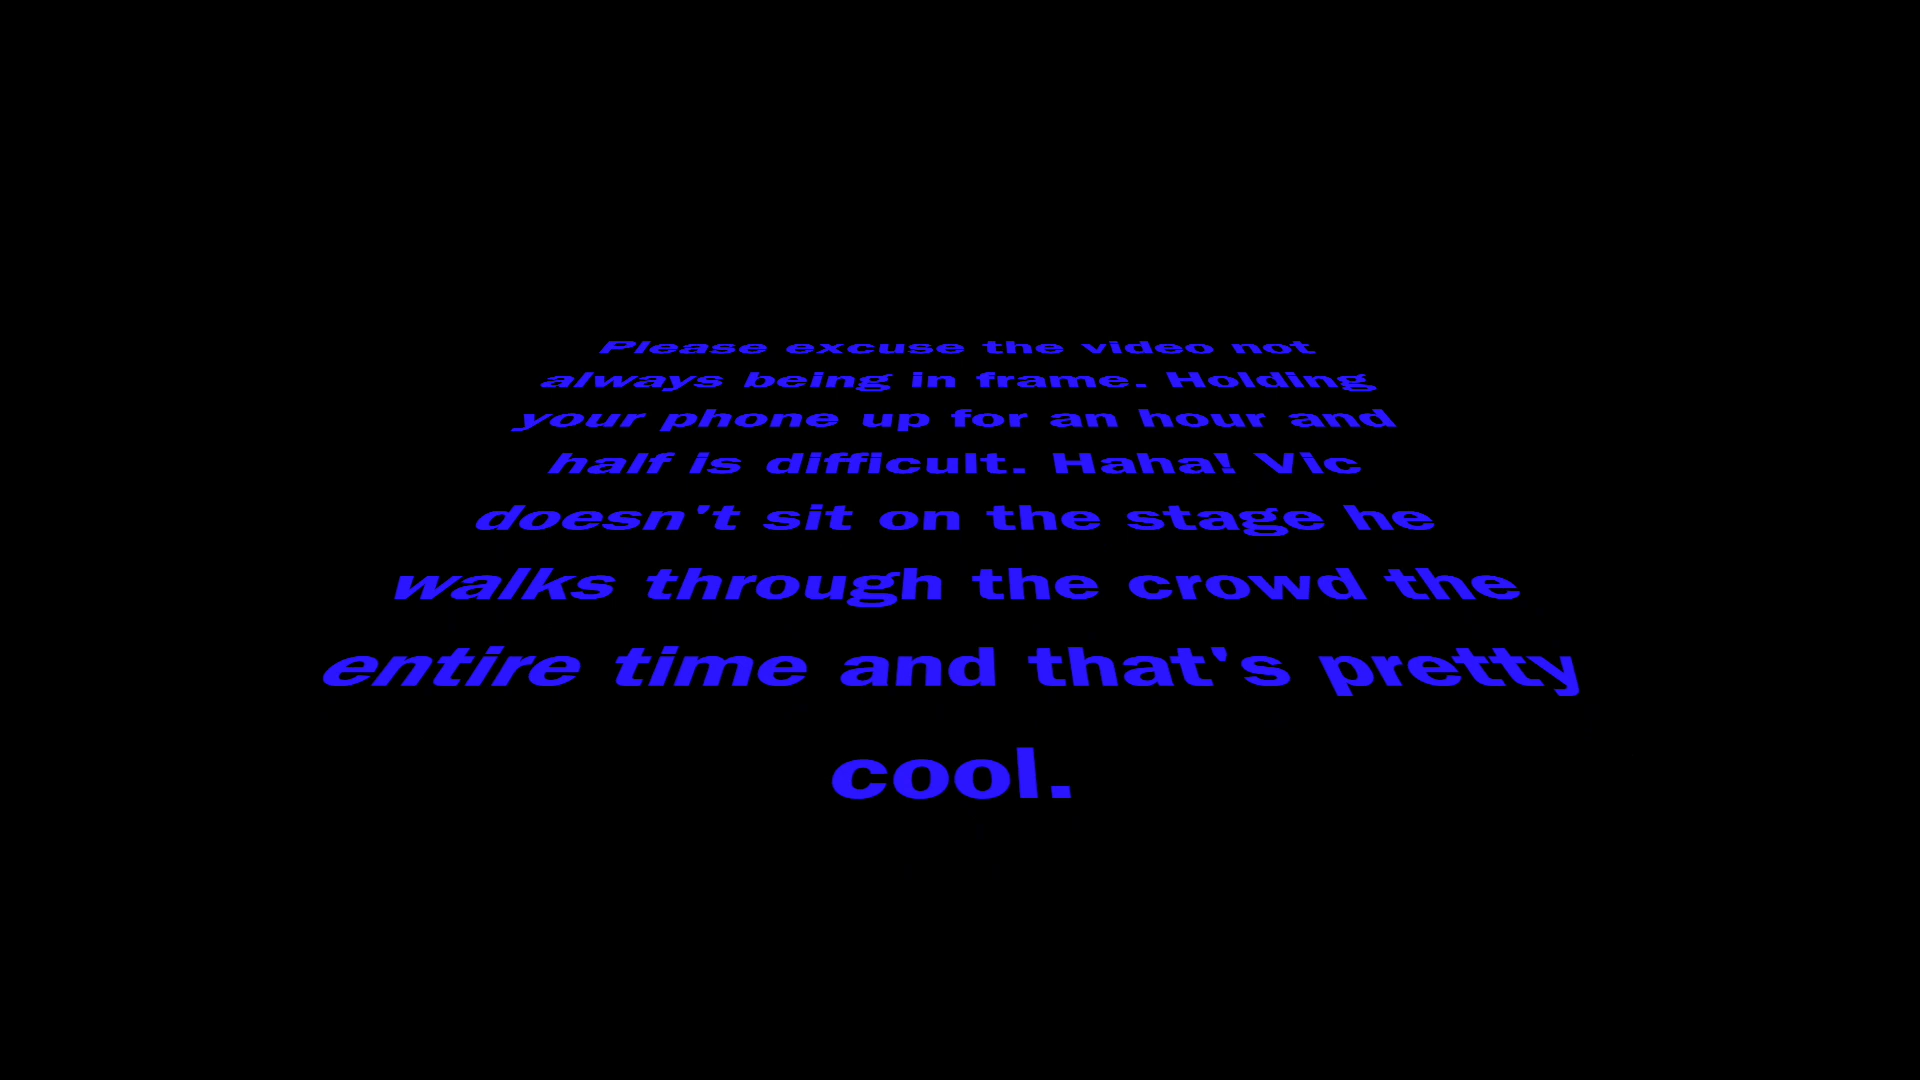 Please excuse the video not
always being in frame. Holding
your phone up for an hour and
half is difficult. Haha! Vic
doesn't sit on the stage he
walks through the crowd the
entire time and that's pretty
cool.